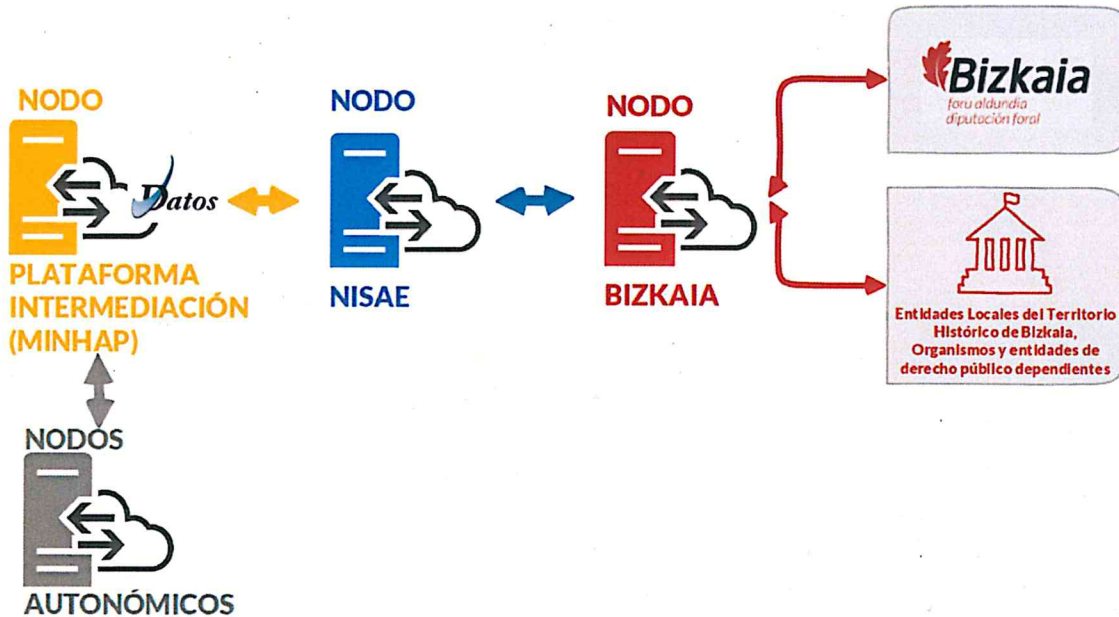 NODO
Datos
PLATAFORMA
INTERMEDIACIÓN
(MINHAP)
NODOS
AUTONÓMICOS
NODO
NISAE
NODO
BIZKAIA
Bizkaia
foru aldundia
diputación foral
Entidades Locales del Territorio
Histórico de Bizkaia,
Organismos y entidades de
derecho público dependientes